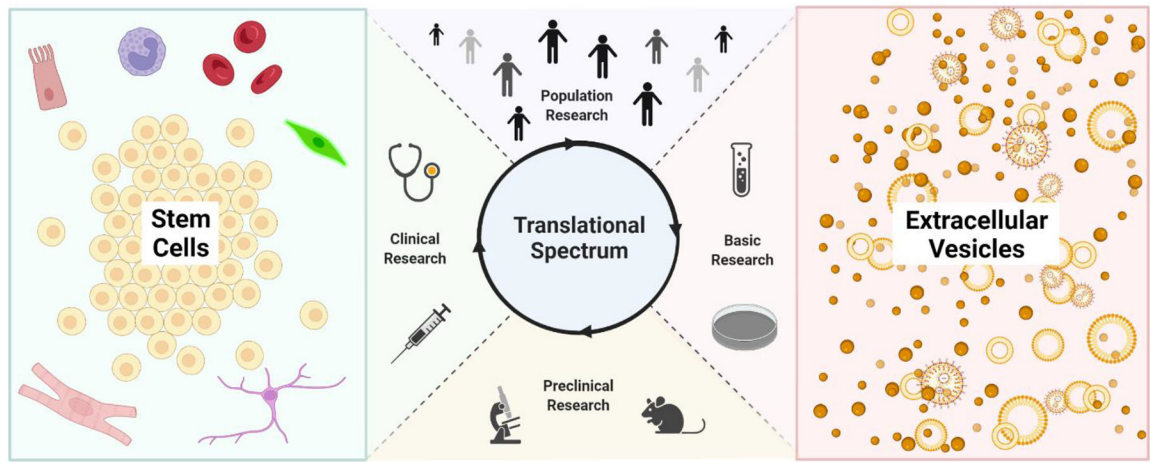 Stem
Cells
Population
Research
Clinical
Research
Translational
Spectrum
Basic
Research
Preclinical
Research
Extracellular
Vesicles